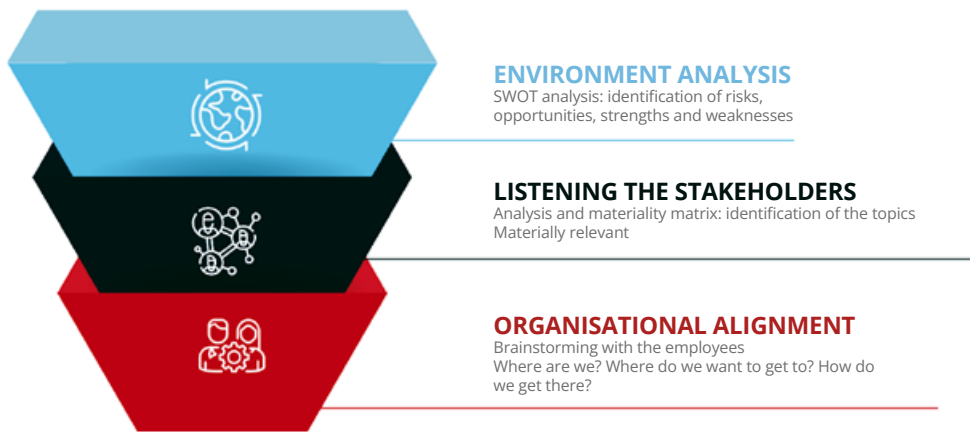 ENVIRONMENT ANALYSIS
SWOT analysis: identification of risks,
opportunities, strengths and weaknesses
LISTENING THE STAKEHOLDERS
Analysis and materiality matrix: identification of the topics
Materially relevant
ORGANISATIONAL ALIGNMENT
Brainstorming with the employees
Where are we? Where do we want to get to? How do
we get there?